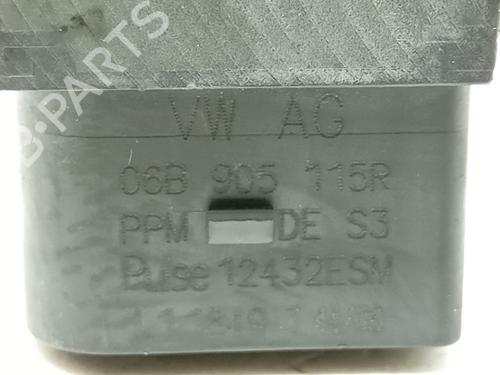 B-PARTS
VW AG
06B 905 115R
PPM DE S3
Pulse 12432ESM